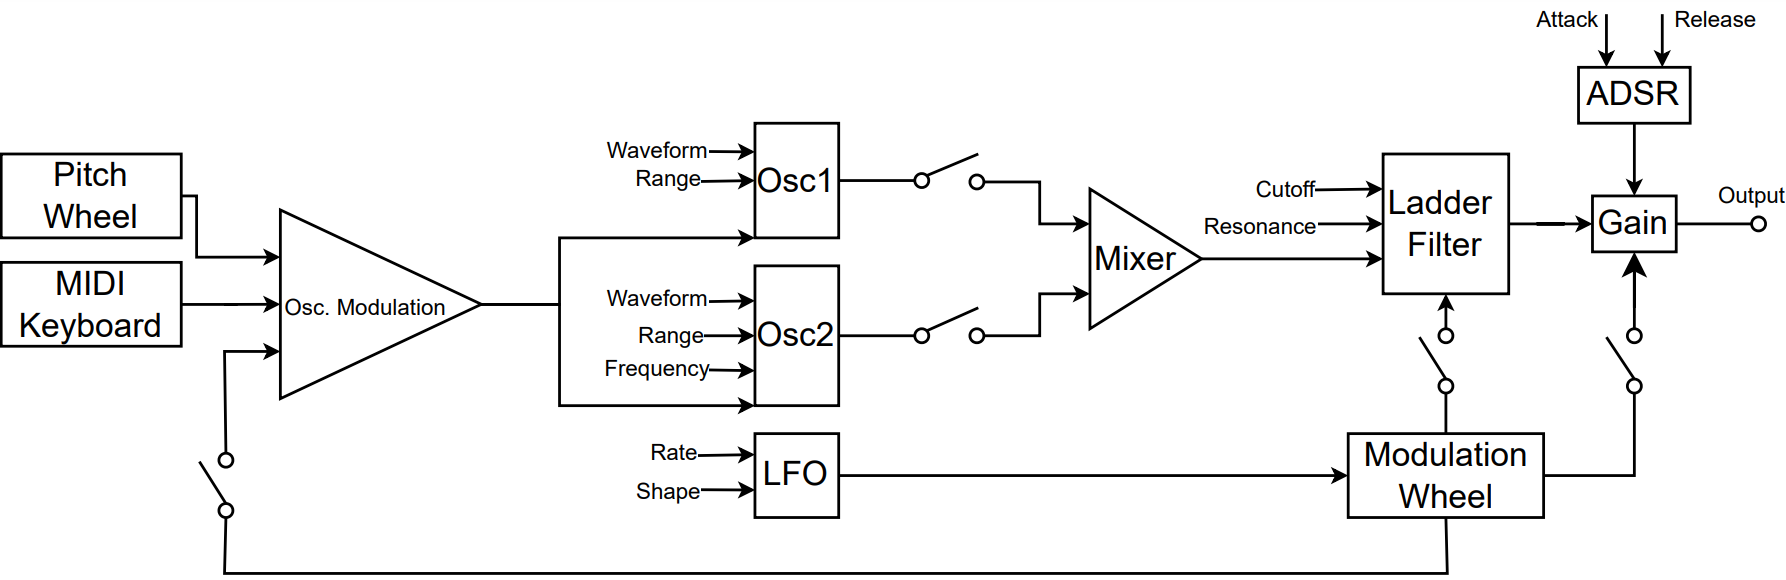 Attack
Release
ADSR
Pitch
Wheel
MIDI
Keyboard
Osc. Modulation
Waveform
Range
Osc1
Waveform
Range
Frequency
Osc2
Rate
Shape
LFO
Mixer
Cutoff
Resonance
Ladder
Filter
Gain
Output
Modulation
Wheel